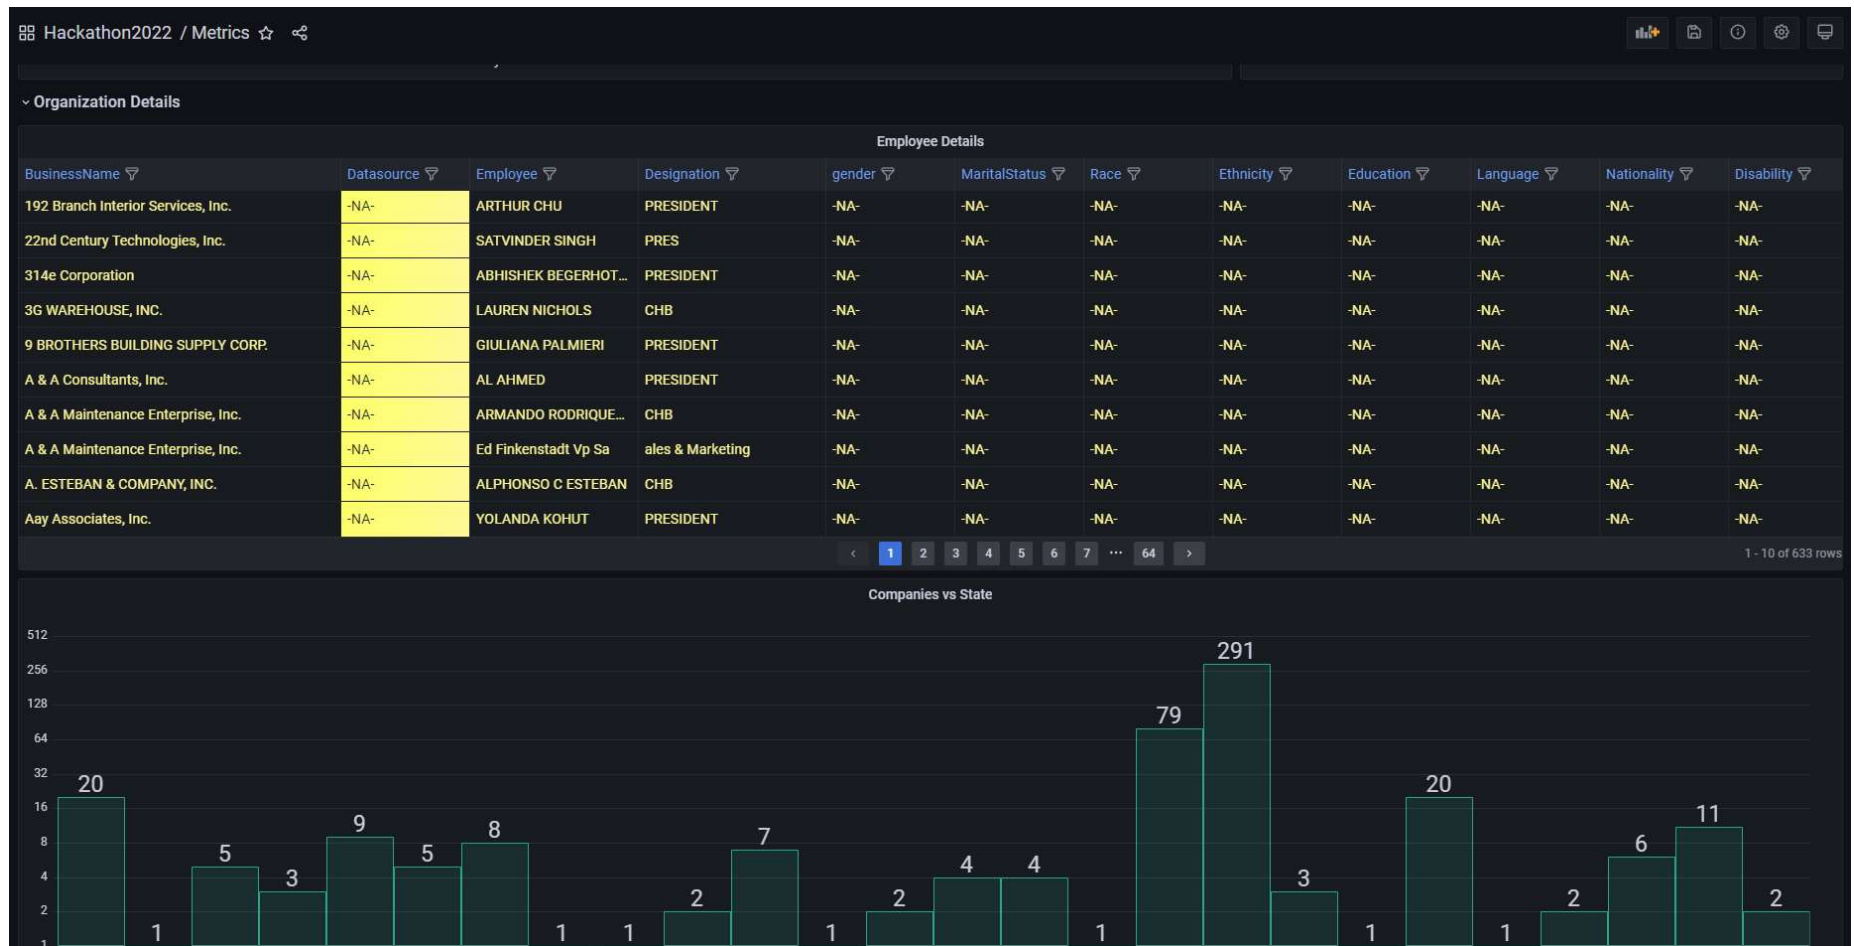 Hackathon2022 / Metrics
Organization Details
Employee Details
BusinessName Datasource Employee Designation gender MaritalStatus Race Ethnicity Education Language Nationality Disability
192 Branch Interior Services, Inc. -NA- ARTHUR CHU PRESIDENT -NA- -NA- -NA- -NA- -NA- -NA- -NA- -NA-
22nd Century Technologies, Inc. -NA- SATVINDER SINGH PRES -NA- -NA- -NA- -NA- -NA- -NA- -NA- -NA-
314e Corporation -NA- ABHISHEK BEGERHOT... PRESIDENT -NA- -NA- -NA- -NA- -NA- -NA- -NA- -NA-
3G WAREHOUSE, INC. -NA- LAUREN NICHOLS CHB -NA- -NA- -NA- -NA- -NA- -NA- -NA- -NA-
9 BROTHERS BUILDING SUPPLY CORP. -NA- GIULIANA PALMIERI PRESIDENT -NA- -NA- -NA- -NA- -NA- -NA- -NA- -NA-
A & A Consultants, Inc. -NA- AL AHMED PRESIDENT -NA- -NA- -NA- -NA- -NA- -NA- -NA- -NA-
A & A Maintenance Enterprise, Inc. -NA- ARMANDO RODRIQUE... CHB -NA- -NA- -NA- -NA- -NA- -NA- -NA- -NA-
A & A Maintenance Enterprise, Inc. -NA- Ed Finkenstadt Vp Sa ales & Marketing -NA- -NA- -NA- -NA- -NA- -NA- -NA- -NA-
A. ESTEBAN & COMPANY, INC. -NA- ALPHONSO C ESTEBAN CHB -NA- -NA- -NA- -NA- -NA- -NA- -NA- -NA-
Aay Associates, Inc. -NA- YOLANDA KOHUT PRESIDENT -NA- -NA- -NA- -NA- -NA- -NA- -NA- -NA-
‹ 1 2 3 4 5 6 7 ... 64 › 1 - 10 of 633 rows
Companies vs State
512
291
256
128
79
64
32
20 20
16
11
9 8
8
7 6
5 5
4 4
4
3 3
2 2 2 2
2
1 1 1 1 1 1 1
1